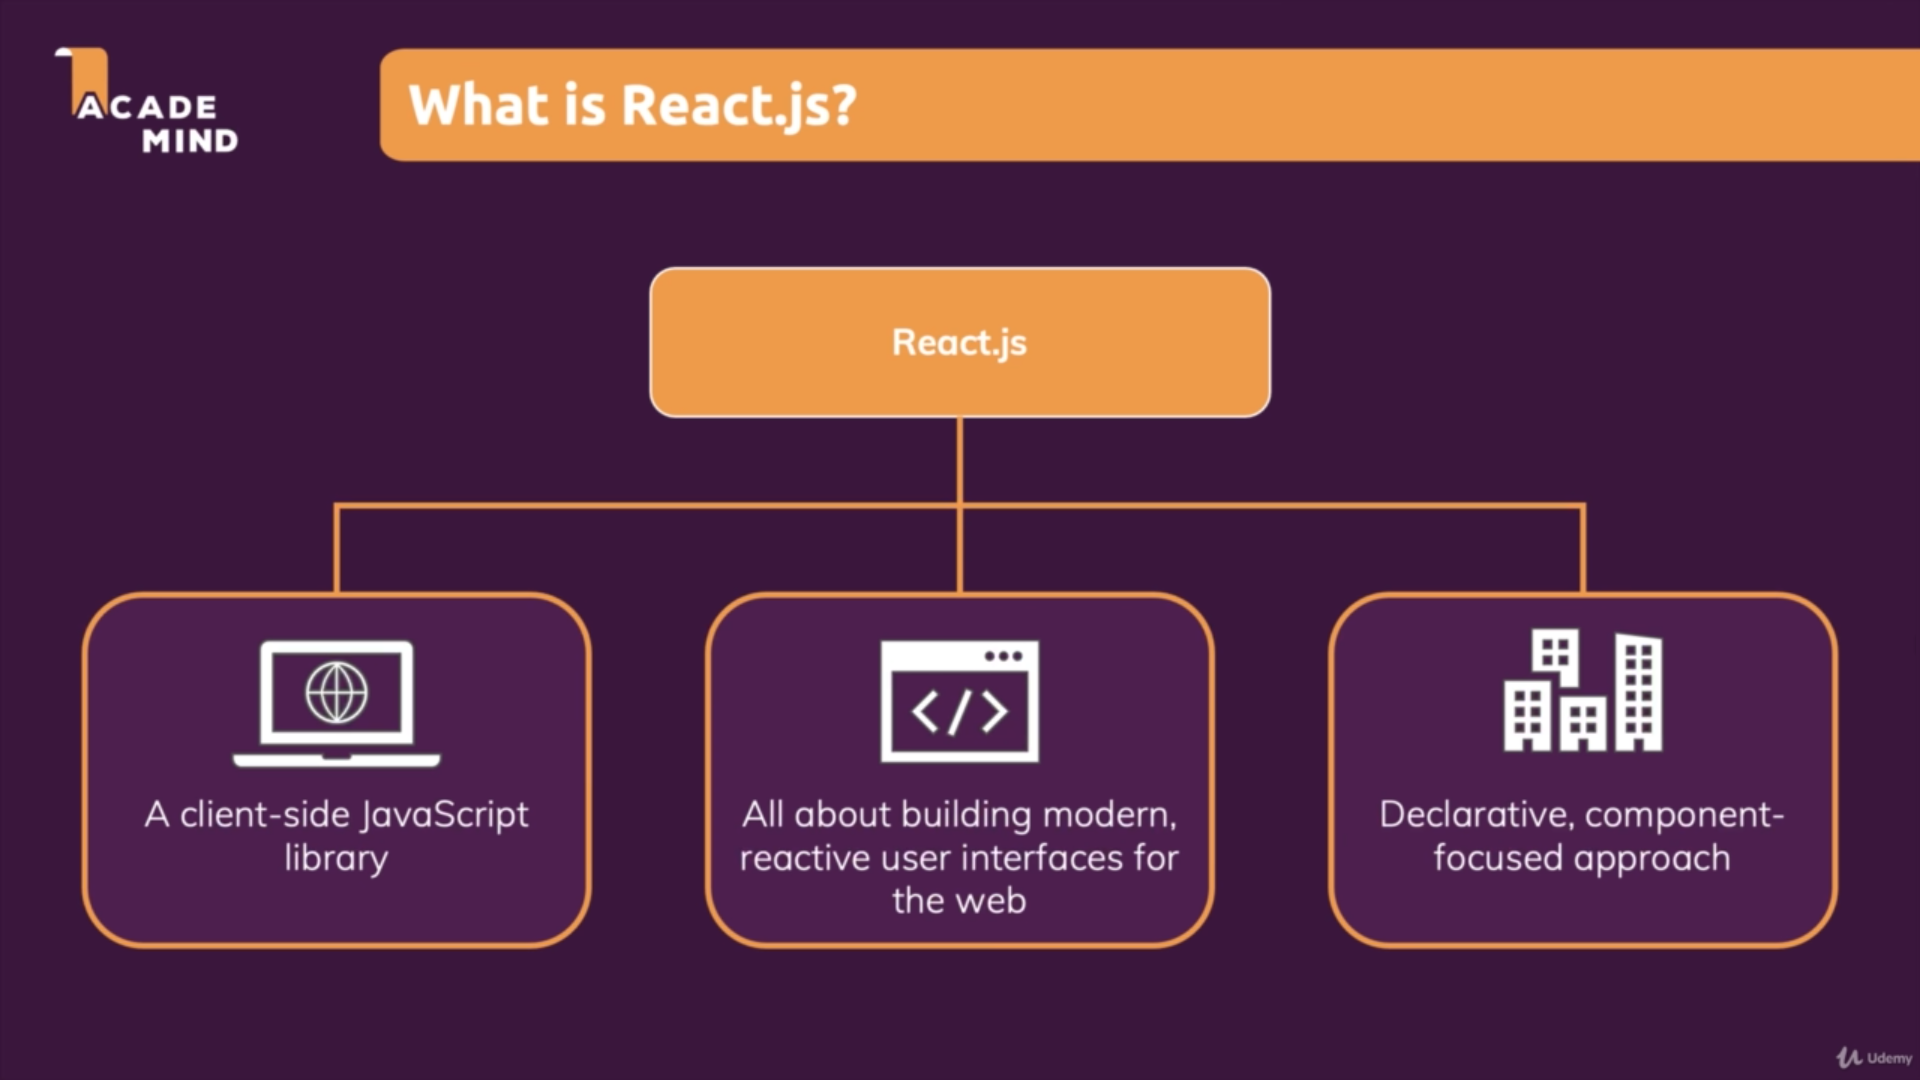 ACADE
MIND
What is React.js?
React.js
A client-side JavaScript
library
All about building modern,
reactive user interfaces for
the web
Declarative, component-
focused approach
Udemy